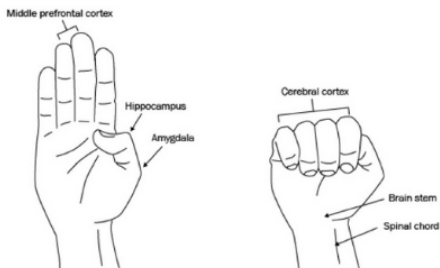 Middle prefrontal cortex
Hippocampus
Amygdala
Cerebral cortex
Brain stem
Spinal chord